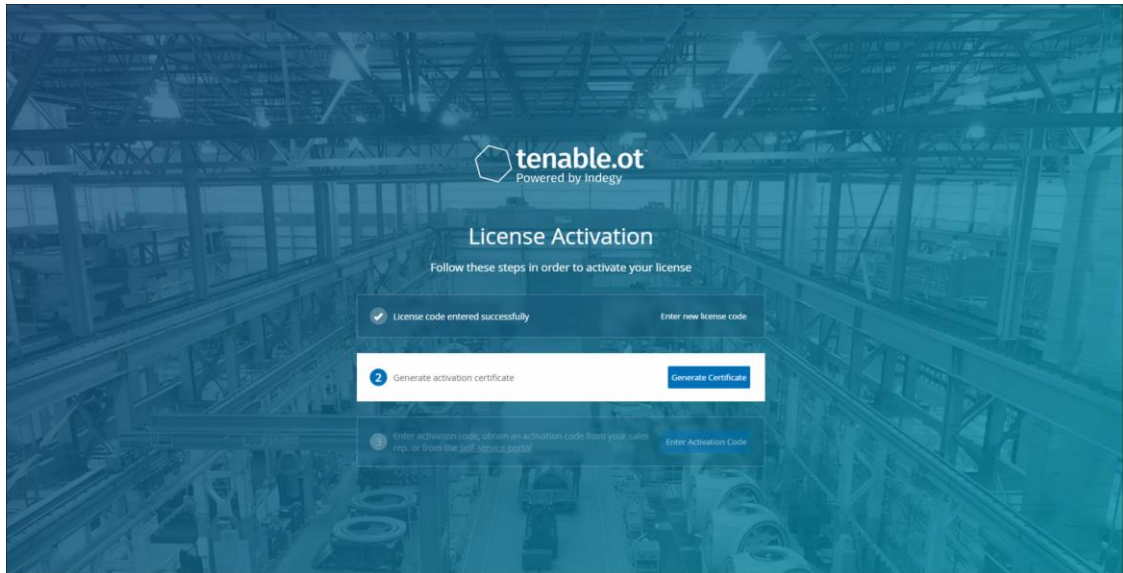 tenable.ot™
Powered by Indegy
License Activation
Follow these steps in order to activate your license
License code entered successfully
Enter new license code
2
Generate activation certificate
Generate Certificate
3
Enter activation code, obtain an activation code from your sales
rep. or from the Self-service portal
Enter Activation Code